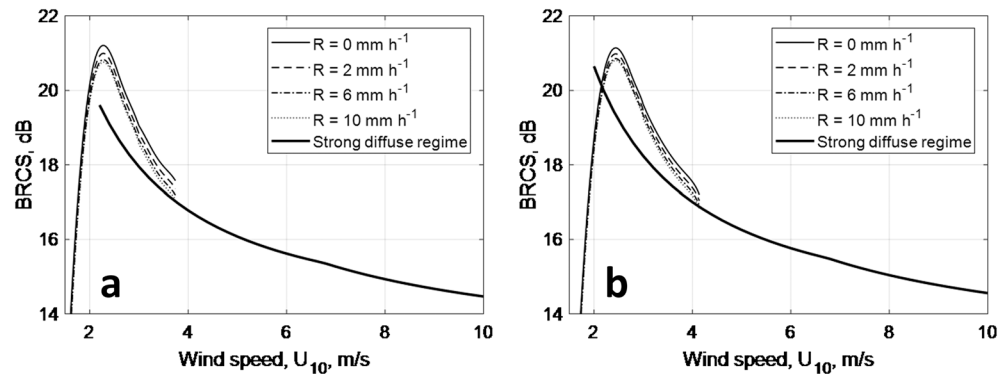 22
20
18
16
14
BRCS, dB
R = 0 mm h⁻¹
R = 2 mm h⁻¹
R = 6 mm h⁻¹
R = 10 mm h⁻¹
Strong diffuse regime
a
2 4 6 8 10
Wind speed, U₁₀, m/s
22
20
18
16
14
BRCS, dB
R = 0 mm h⁻¹
R = 2 mm h⁻¹
R = 6 mm h⁻¹
R = 10 mm h⁻¹
Strong diffuse regime
b
2 4 6 8 10
Wind speed, U₁₀, m/s